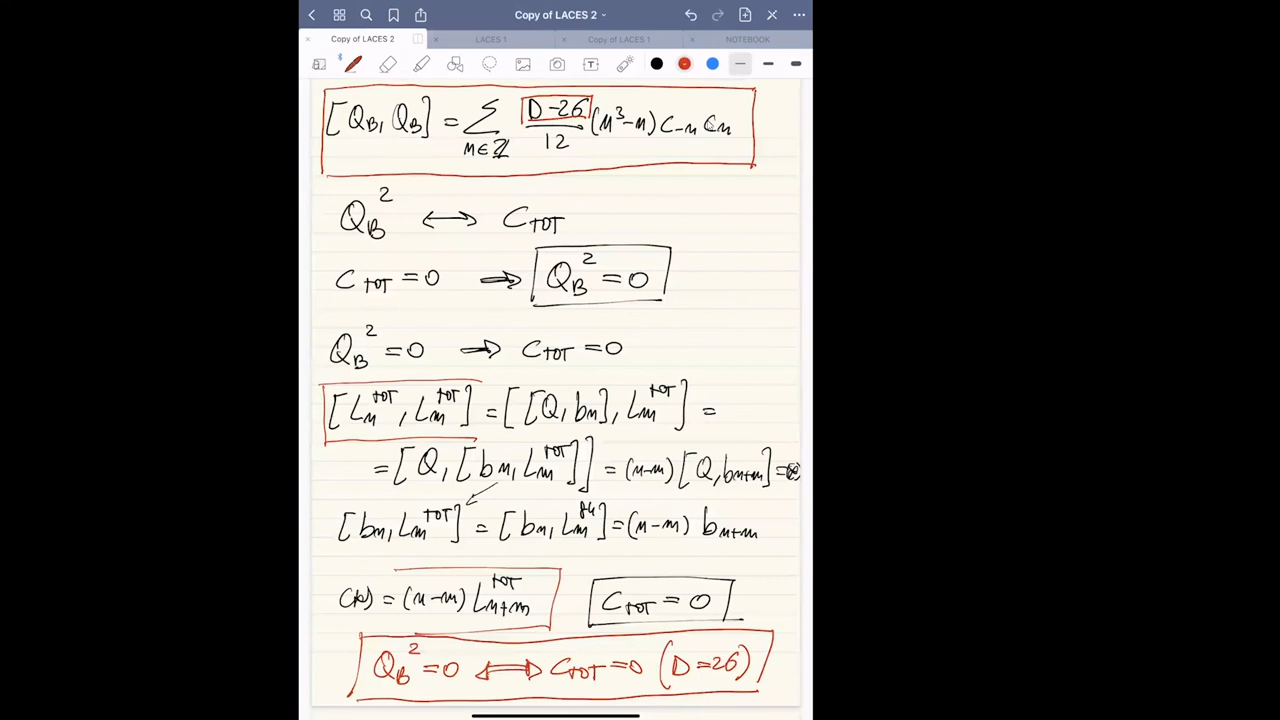 Copy of LACES 2
Copy of LACES 2 LACES 1 Copy of LACES 1 NOTEBOOK
[Q_B, Q_B] = ∑_{n∈ℤ} (D-26)/12 (n³-n) C_{-n} C_n
Q_B² ⟷ C_TOT
C_TOT = 0 → Q_B² = 0
Q_B² = 0 → C_TOT = 0
[L_n^tot, L_m^tot] = [[Q, b_n], L_m^tot] =
= [Q, [b_n, L_m^tot]] = (n-m) [Q, b_{n+m}] =
[b_n, L_m^TOT] = [b_n, L_m^gh] = (n-m) b_{n+m}
= (n-m) L_{n+m}^tot C_TOT = 0
Q_B² = 0 ⟺ C_TOT = 0 (D=26)